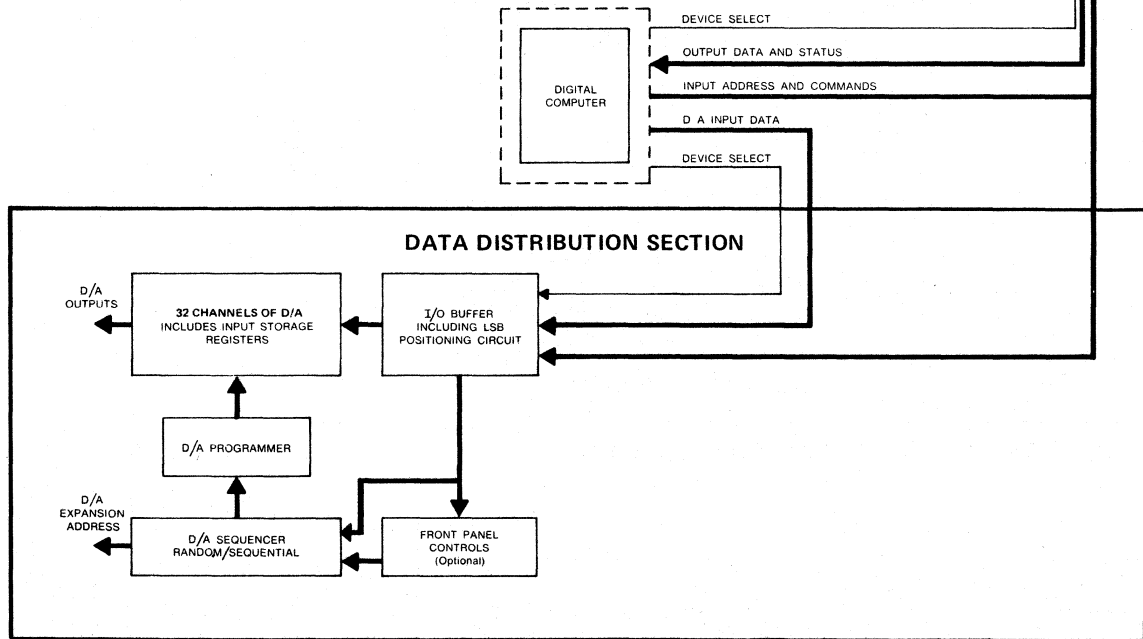 DEVICE SELECT
OUTPUT DATA AND STATUS
INPUT ADDRESS AND COMMANDS
DIGITAL
COMPUTER
D A INPUT DATA
DEVICE SELECT
DATA DISTRIBUTION SECTION
D/A
OUTPUTS
32 CHANNELS OF D/A
INCLUDES INPUT STORAGE
REGISTERS
I/O BUFFER
INCLUDING LSB
POSITIONING CIRCUIT
D/A PROGRAMMER
D/A
EXPANSION
ADDRESS
D/A SEQUENCER
RANDOM/SEQUENTIAL
FRONT PANEL
CONTROLS
(Optional)